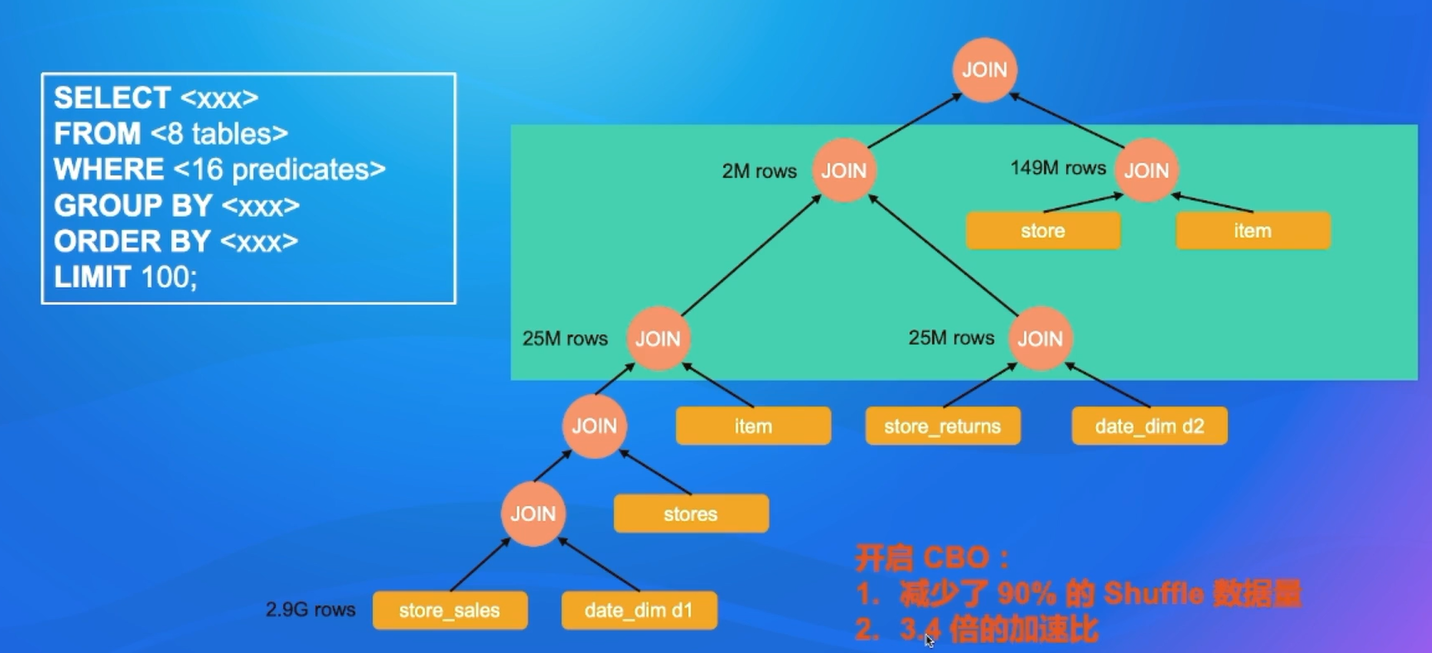 SELECT <xxx>
FROM <8 tables>
WHERE <16 predicates>
GROUP BY <xxx>
ORDER BY <xxx>
LIMIT 100;
JOIN
2M rows
JOIN
149M rows
JOIN
store
item
25M rows
JOIN
25M rows
JOIN
JOIN
item
store_returns
date_dim d2
JOIN
stores
2.9G rows
store_sales
date_dim d1
开启 CBO：
1. 减少了 90% 的 Shuffle 数据量
2. 3.4 倍的加速比